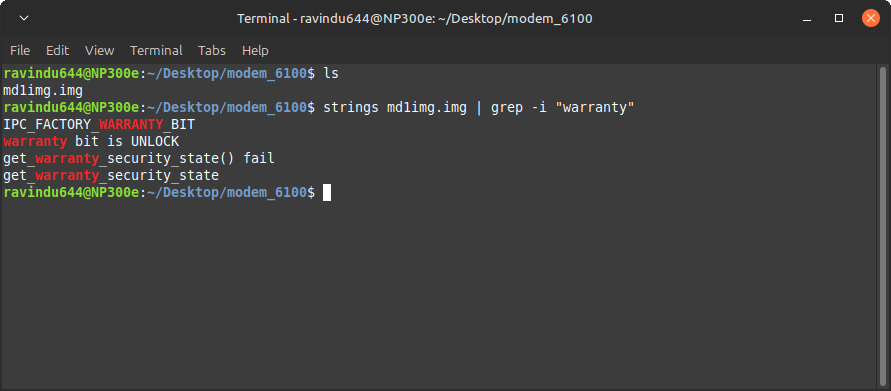 Terminal - ravindu644@NP300e: ~/Desktop/modem_6100
File Edit View Terminal Tabs Help
ravindu644@NP300e:~/Desktop/modem_6100$ ls
md1img.img
ravindu644@NP300e:~/Desktop/modem_6100$ strings md1img.img | grep -i "warranty"
IPC_FACTORY_WARRANTY_BIT
warranty bit is UNLOCK
get_warranty_security_state() fail
get_warranty_security_state
ravindu644@NP300e:~/Desktop/modem_6100$